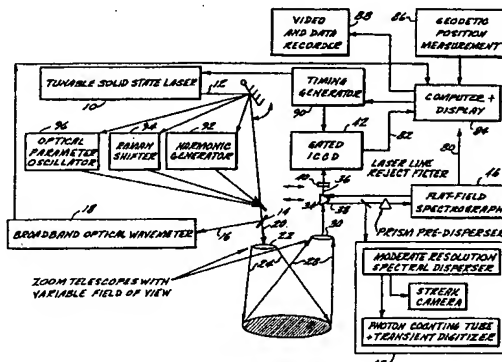 VIDEO
AND DATA
RECORDER
88
86
GEODETIC
POSITION
MEASUREMENT
TUNABLE SOLID STATE LASER
12
10
TIMING
GENERATOR
90
COMPUTER +
DISPLAY
84
96
OPTICAL
PARAMETER
OSCILLATOR
94
RAMAN
SHIFTER
92
HARMONIC
GENERATOR
42
GATED
ICCD
82
80
LASER LINE
REJECT FILTER
40
36
34
38
46
FLAT-FIELD
SPECTROGRAPH
18
BROADBAND OPTICAL WAVEMETER
14
16
20
30
PRISM PRE-DISPERSER
22
24
28
ZOOM TELESCOPES WITH
VARIABLE FIELD OF VIEW
MODERATE RESOLUTION
SPECTRAL DISPERSER
STREAK
CAMERA
PHOTON COUNTING TUBE
+ TRANSIENT DIGITIZER